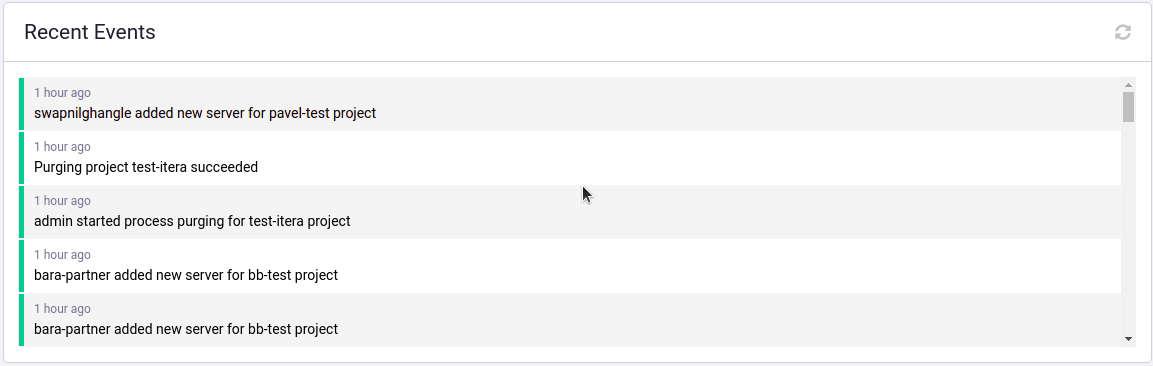 Recent Events
1 hour ago
swapnilghangle added new server for pavel-test project
1 hour ago
Purging project test-itera succeeded
1 hour ago
admin started process purging for test-itera project
1 hour ago
bara-partner added new server for bb-test project
1 hour ago
bara-partner added new server for bb-test project